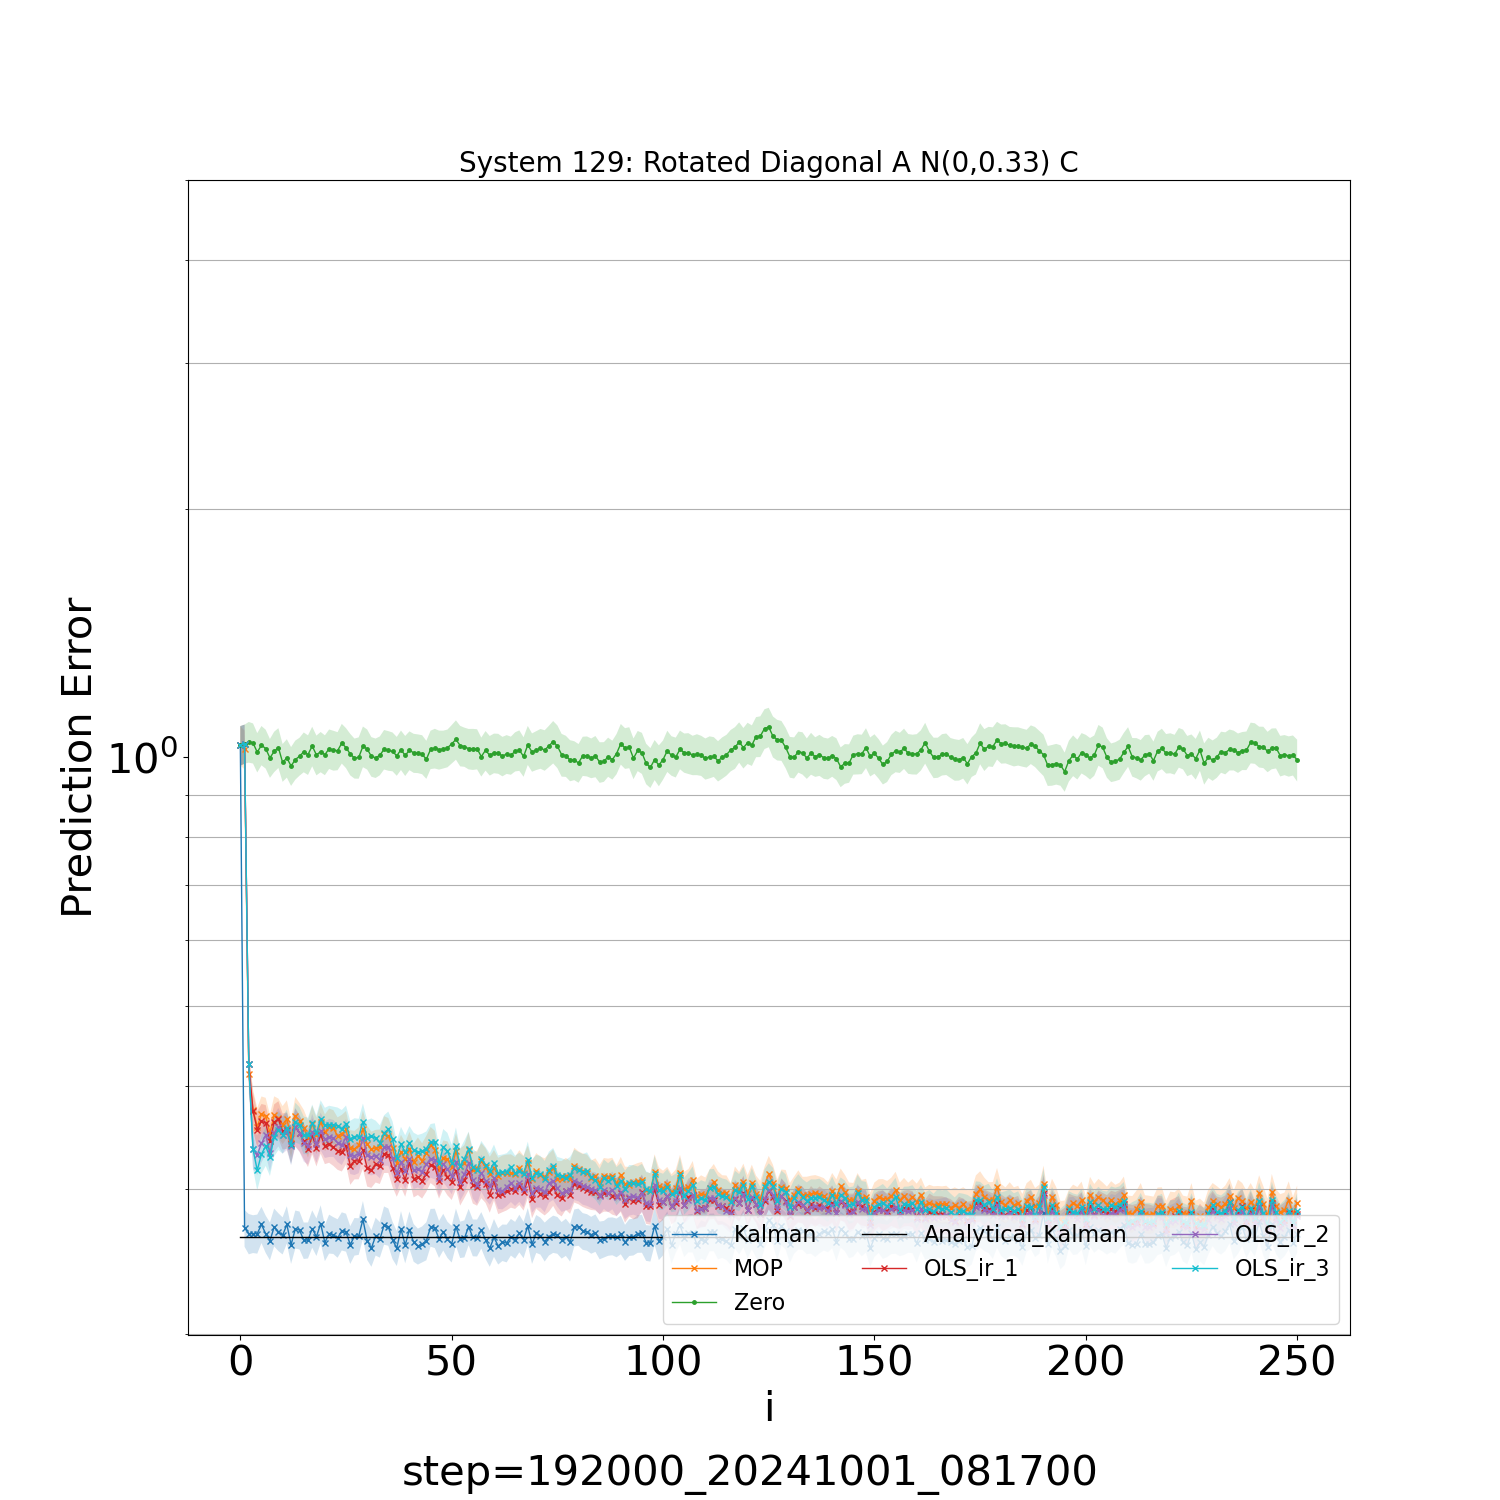 System 129: Rotated Diagonal A N(0,0.33) C
Prediction Error
10⁰
Kalman
MOP
Zero
Analytical_Kalman
OLS_ir_1
OLS_ir_2
OLS_ir_3
0 50 100 150 200 250
i
step=192000_20241001_081700